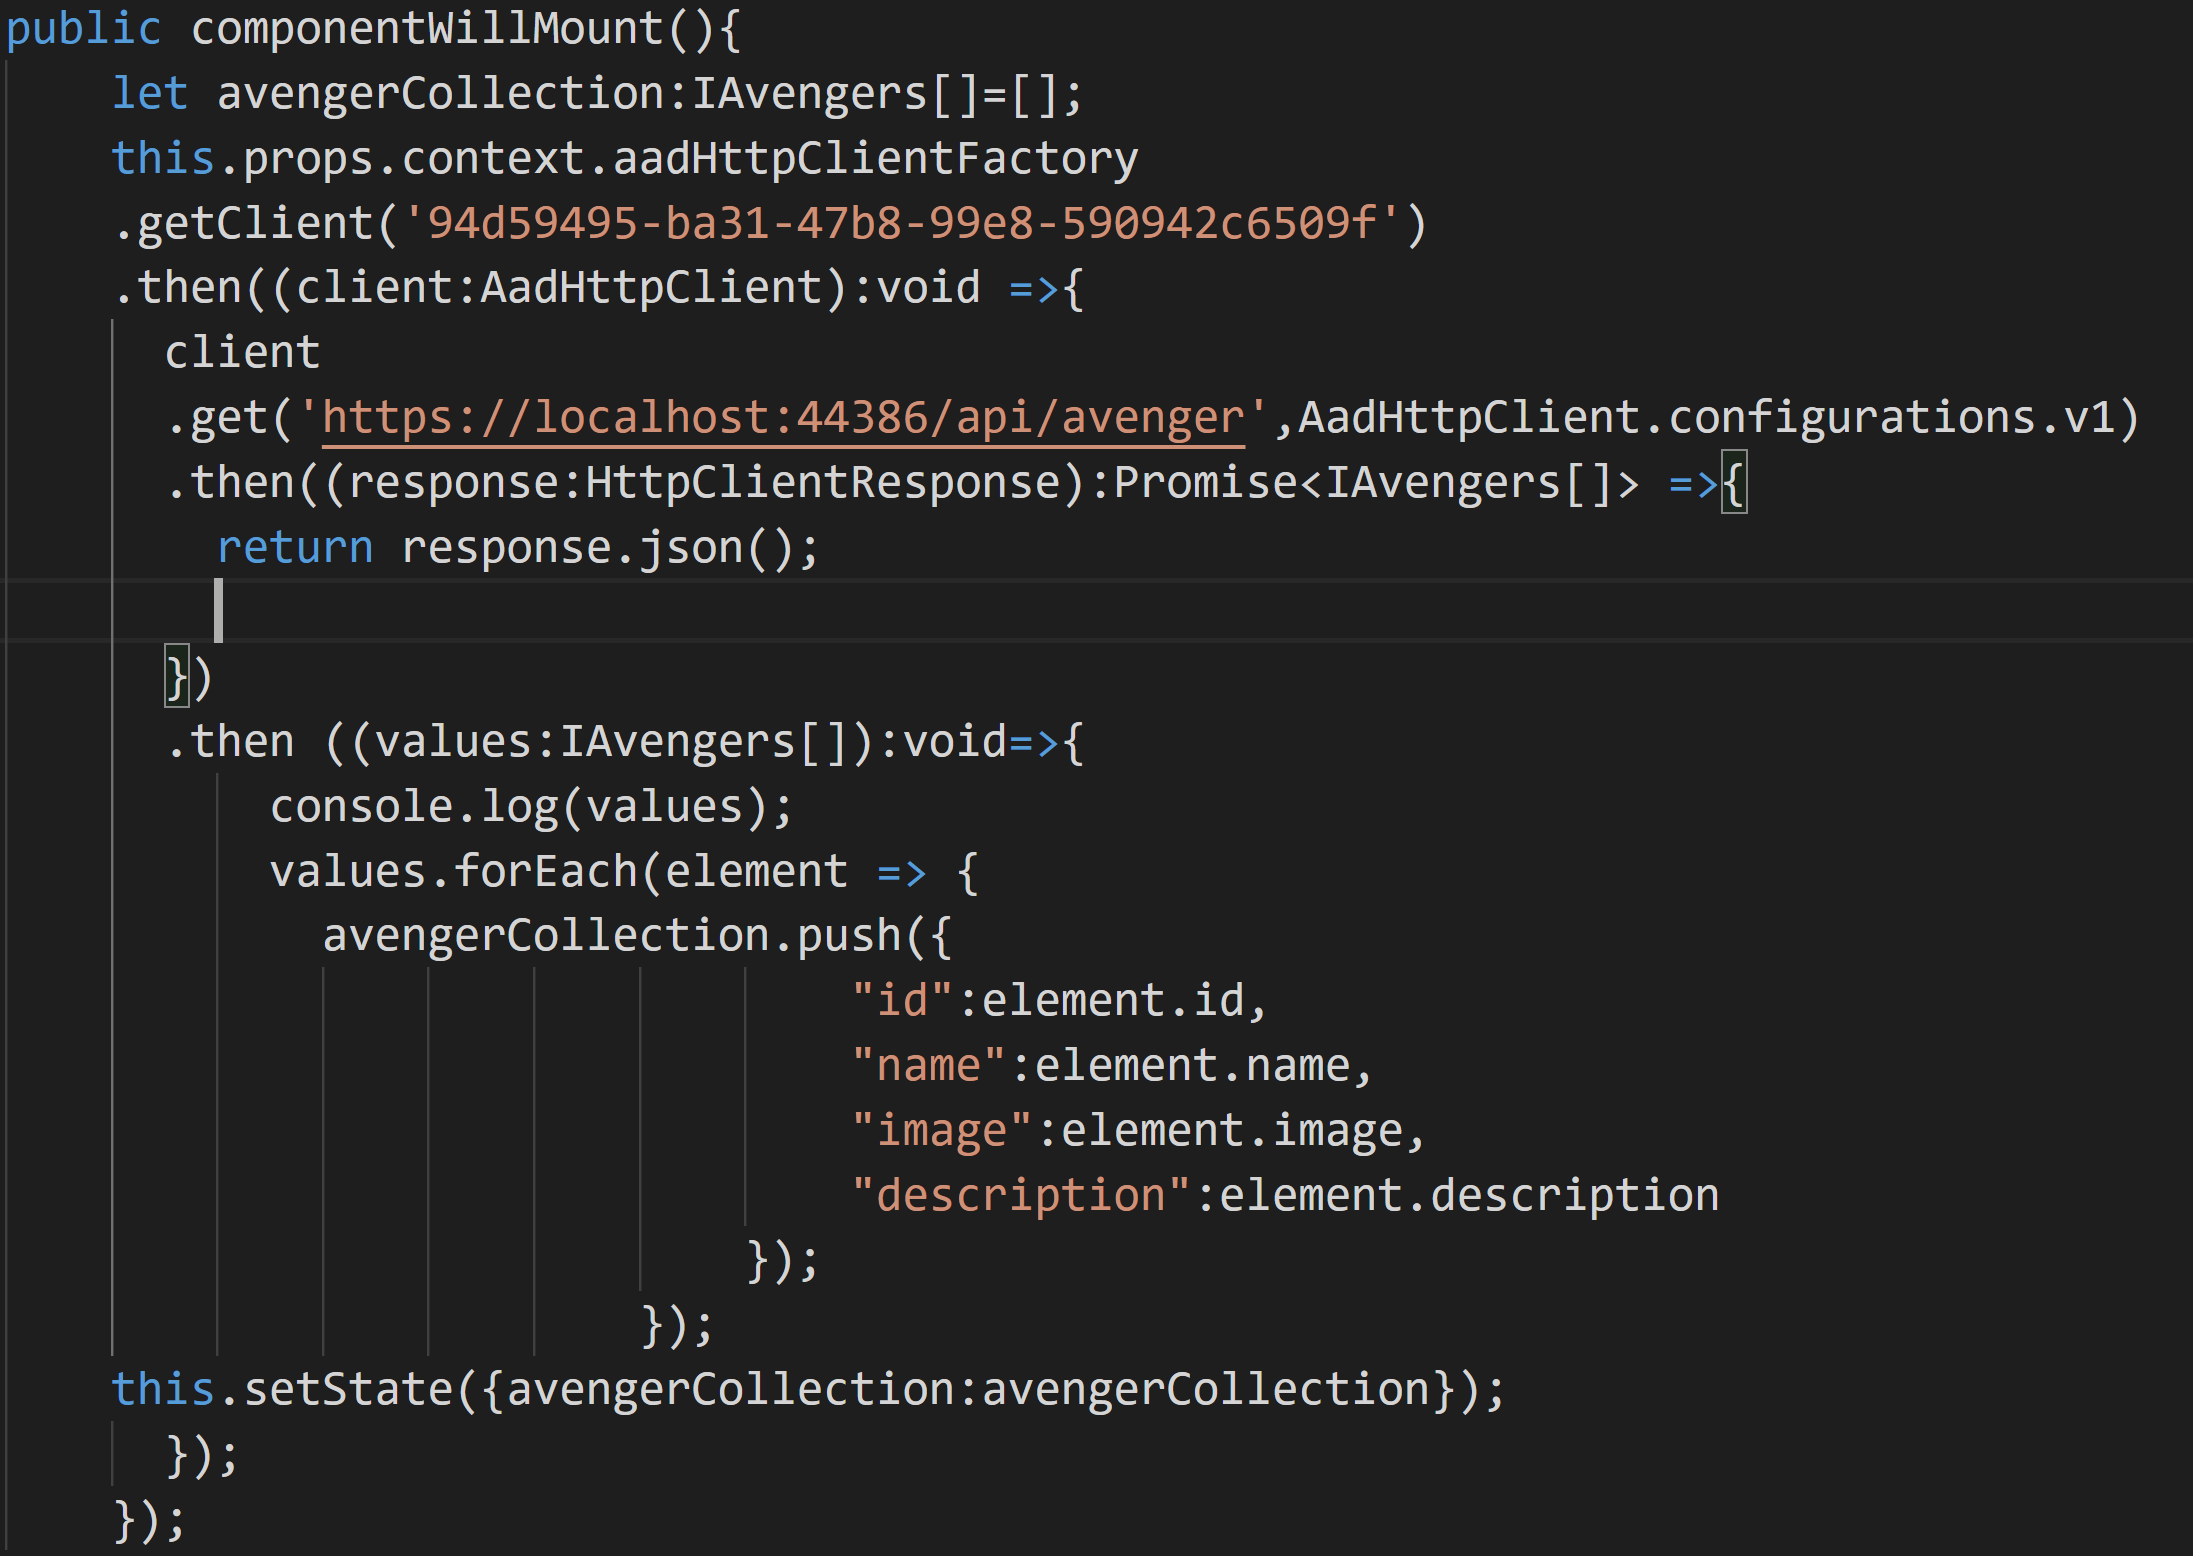 public componentWillMount(){
let avengerCollection:IAvengers[]=[];
this.props.context.aadHttpClientFactory
.getClient('94d59495-ba31-47b8-99e8-590942c6509f')
.then((client:AadHttpClient):void =>{
client
.get('https://localhost:44386/api/avenger',AadHttpClient.configurations.v1)
.then((response:HttpClientResponse):Promise<IAvengers[]> =>{
return response.json();
})
.then ((values:IAvengers[]):void=>{
console.log(values);
values.forEach(element => {
avengerCollection.push({
"id":element.id,
"name":element.name,
"image":element.image,
"description":element.description
});
});
this.setState({avengerCollection:avengerCollection});
});
});